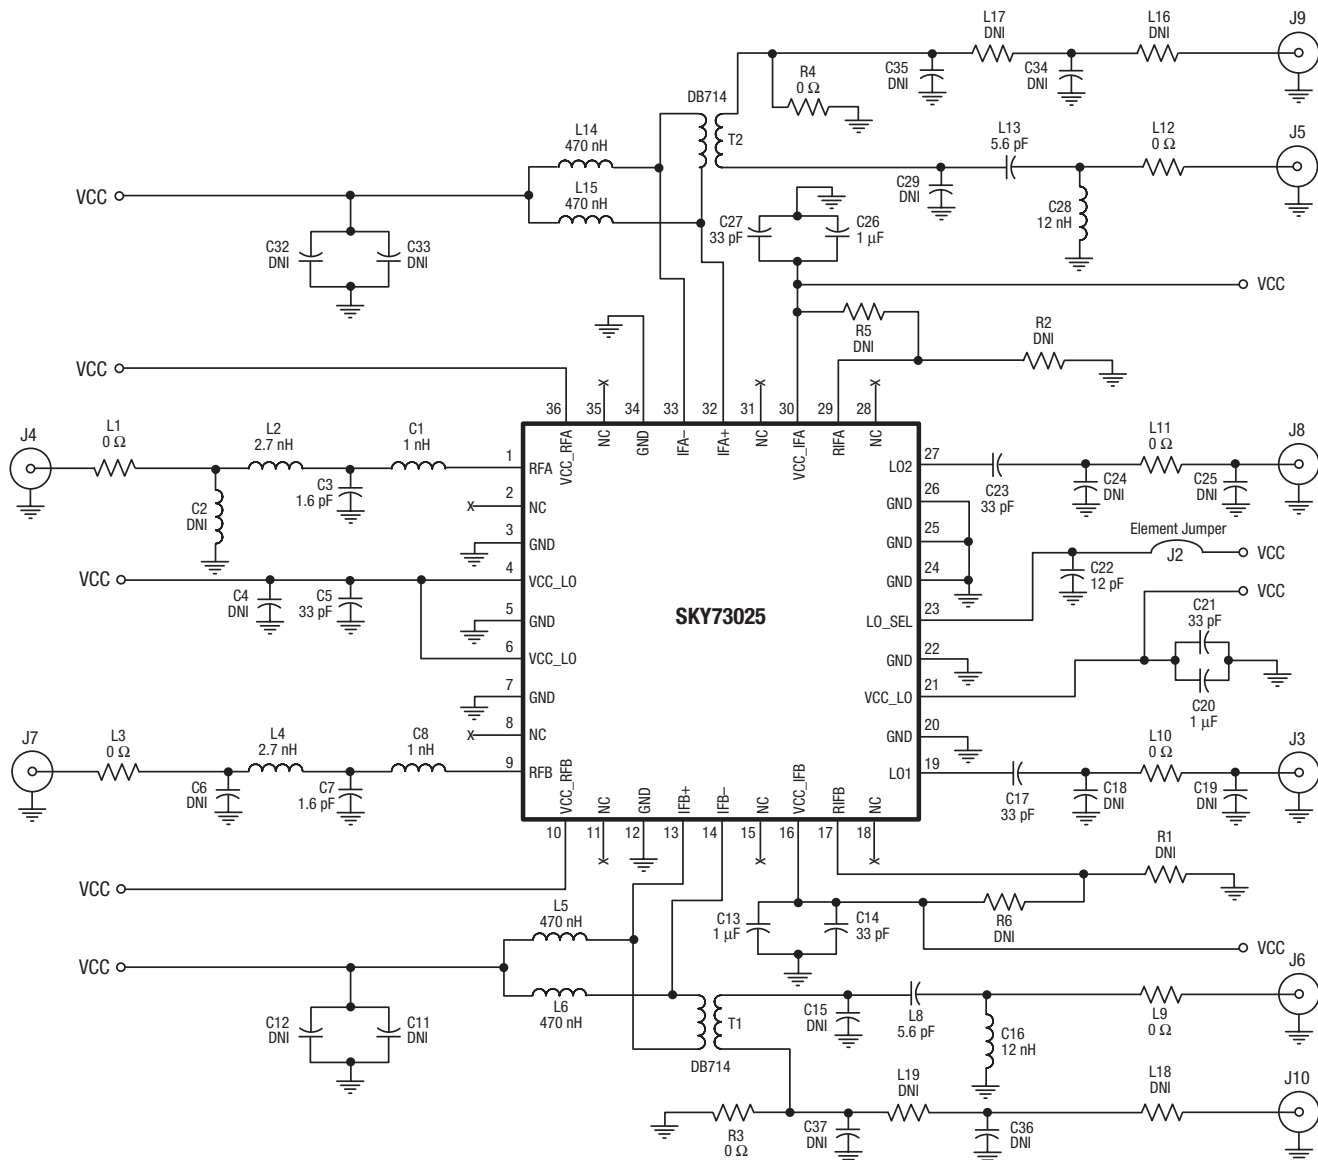 J9
L17
DNI
L16
DNI
C35
DNI
C34
DNI
R4
0 Ω
DB714
T2
J5
L13
5.6 pF
L12
0 Ω
L14
470 nH
L15
470 nH
C29
DNI
C28
12 nH
VCC
C32
DNI
C33
DNI
C27
33 pF
C26
1 μF
VCC
R5
DNI
R2
DNI
VCC
36
35
34
33
32
31
30
29
28
VCC_RFA
NC
GND
IFA–
IFA+
NC
VCC_IFA
RIFA
NC
J4
L1
0 Ω
L2
2.7 nH
C1
1 nH
C2
DNI
C3
1.6 pF
1
RFA
2
NC
3
GND
VCC
C4
DNI
C5
33 pF
4
VCC_LO
5
GND
6
VCC_LO
7
GND
8
NC
9
RFB
J7
L3
0 Ω
L4
2.7 nH
C8
1 nH
C6
DNI
C7
1.6 pF
SKY73025
LO2
27
GND
26
GND
25
GND
24
LO_SEL
23
GND
22
VCC_LO
21
GND
20
LO1
19
C23
33 pF
C24
DNI
L11
0 Ω
C25
DNI
J8
Element Jumper
J2
VCC
C22
12 pF
VCC
C21
33 pF
C20
1 μF
C17
33 pF
C18
DNI
L10
0 Ω
C19
DNI
J3
VCC_RFB
NC
GND
IFB+
IFB–
NC
VCC_IFB
RIFB
NC
10
11
12
13
14
15
16
17
18
R1
DNI
VCC
R6
DNI
C13
1 μF
C14
33 pF
VCC
L5
470 nH
VCC
L6
470 nH
C12
DNI
C11
DNI
T1
DB714
C15
DNI
L8
5.6 pF
C16
12 nH
L9
0 Ω
J6
R3
0 Ω
C37
DNI
L19
DNI
C36
DNI
L18
DNI
J10